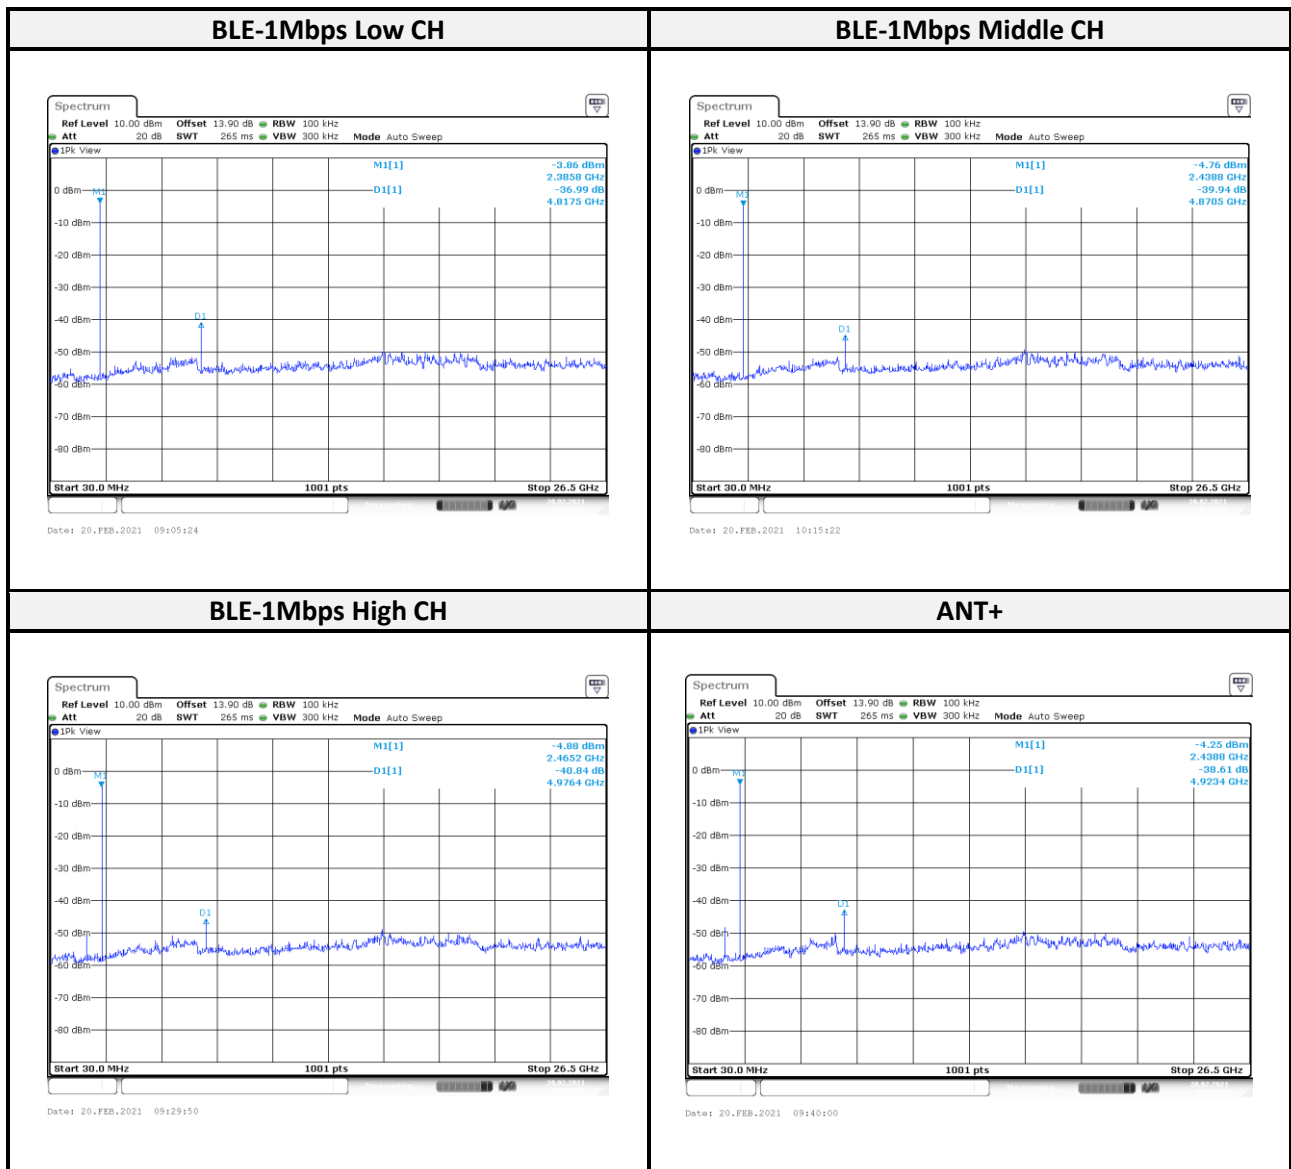 BLE-1Mbps Low CH
BLE-1Mbps Middle CH
Spectrum
Ref Level 10.00 dBm Offset 13.90 dB RBW 100 kHz
Att 20 dB SWT 265 ms VBW 300 kHz Mode Auto Sweep
1Pk View
M1[1] -3.86 dBm
2.3858 GHz
0 dBm M1 D1[1] -36.99 dB
4.8175 GHz
-10 dBm
-20 dBm
-30 dBm
-40 dBm
D1
-50 dBm
-60 dBm
-70 dBm
-80 dBm
Start 30.0 MHz 1001 pts Stop 26.5 GHz
Date: 20.FEB.2021 09:05:24
Spectrum
Ref Level 10.00 dBm Offset 13.90 dB RBW 100 kHz
Att 20 dB SWT 265 ms VBW 300 kHz Mode Auto Sweep
1Pk View
M1[1] -4.76 dBm
2.4388 GHz
0 dBm M1 D1[1] -39.94 dB
4.8705 GHz
-10 dBm
-20 dBm
-30 dBm
-40 dBm
D1
-50 dBm
-60 dBm
-70 dBm
-80 dBm
Start 30.0 MHz 1001 pts Stop 26.5 GHz
Date: 20.FEB.2021 10:15:22
BLE-1Mbps High CH
ANT+
Spectrum
Ref Level 10.00 dBm Offset 13.90 dB RBW 100 kHz
Att 20 dB SWT 265 ms VBW 300 kHz Mode Auto Sweep
1Pk View
M1[1] -4.88 dBm
2.4652 GHz
0 dBm M1 D1[1] -40.84 dB
4.9764 GHz
-10 dBm
-20 dBm
-30 dBm
-40 dBm
D1
-50 dBm
-60 dBm
-70 dBm
-80 dBm
Start 30.0 MHz 1001 pts Stop 26.5 GHz
Date: 20.FEB.2021 09:29:50
Spectrum
Ref Level 10.00 dBm Offset 13.90 dB RBW 100 kHz
Att 20 dB SWT 265 ms VBW 300 kHz Mode Auto Sweep
1Pk View
M1[1] -4.25 dBm
2.4388 GHz
0 dBm M1 D1[1] -38.61 dB
4.9234 GHz
-10 dBm
-20 dBm
-30 dBm
-40 dBm
D1
-50 dBm
-60 dBm
-70 dBm
-80 dBm
Start 30.0 MHz 1001 pts Stop 26.5 GHz
Date: 20.FEB.2021 09:40:00